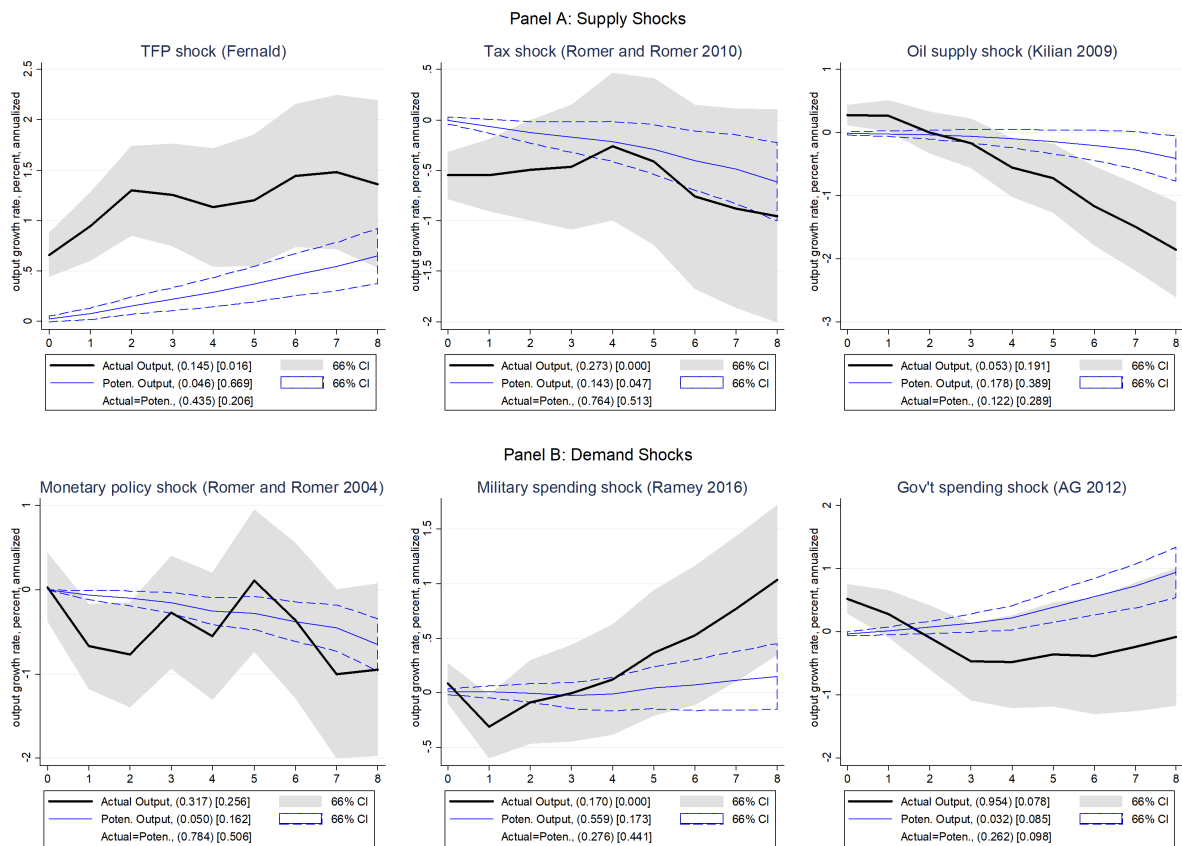 Panel A: Supply Shocks
TFP shock (Fernald)
output growth rate, percent, annualized
2.5
2
1.5
1
.5
0
0 1 2 3 4 5 6 7 8
Actual Output, (0.145) [0.016] 66% CI
Poten. Output, (0.046) [0.669] 66% CI
Actual=Poten., (0.435) [0.206]
Tax shock (Romer and Romer 2010)
output growth rate, percent, annualized
.5
0
-.5
-1
-1.5
-2
0 1 2 3 4 5 6 7 8
Actual Output, (0.273) [0.000] 66% CI
Poten. Output, (0.143) [0.047] 66% CI
Actual=Poten., (0.764) [0.513]
Oil supply shock (Kilian 2009)
output growth rate, percent, annualized
1
0
-1
-2
-3
0 1 2 3 4 5 6 7 8
Actual Output, (0.053) [0.191] 66% CI
Poten. Output, (0.178) [0.389] 66% CI
Actual=Poten., (0.122) [0.289]
Panel B: Demand Shocks
Monetary policy shock (Romer and Romer 2004)
output growth rate, percent, annualized
1
0
-1
-2
0 1 2 3 4 5 6 7 8
Actual Output, (0.317) [0.256] 66% CI
Poten. Output, (0.050) [0.162] 66% CI
Actual=Poten., (0.784) [0.506]
Military spending shock (Ramey 2016)
output growth rate, percent, annualized
1.5
1
.5
0
-.5
0 1 2 3 4 5 6 7 8
Actual Output, (0.170) [0.000] 66% CI
Poten. Output, (0.559) [0.173] 66% CI
Actual=Poten., (0.276) [0.441]
Gov't spending shock (AG 2012)
output growth rate, percent, annualized
2
1
0
-1
-2
0 1 2 3 4 5 6 7 8
Actual Output, (0.954) [0.078] 66% CI
Poten. Output, (0.032) [0.085] 66% CI
Actual=Poten., (0.262) [0.098]